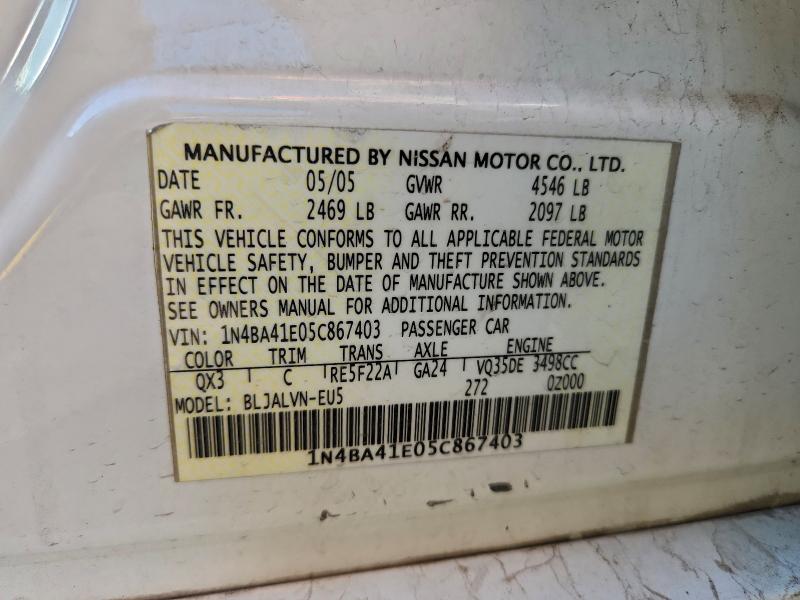 MANUFACTURED BY NISSAN MOTOR CO., LTD.
DATE 05/05 GVWR 4546 LB
GAWR FR. 2469 LB GAWR RR. 2097 LB
THIS VEHICLE CONFORMS TO ALL APPLICABLE FEDERAL MOTOR
VEHICLE SAFETY, BUMPER AND THEFT PREVENTION STANDARDS
IN EFFECT ON THE DATE OF MANUFACTURE SHOWN ABOVE.
SEE OWNERS MANUAL FOR ADDITIONAL INFORMATION.
VIN: 1N4BA41E05C867403 PASSENGER CAR
COLOR TRIM TRANS AXLE ENGINE
QX3 C RE5F22A GA24 VQ35DE 3498CC
272 0Z000
MODEL: BLJALVN-EU5
1N4BA41E05C867403